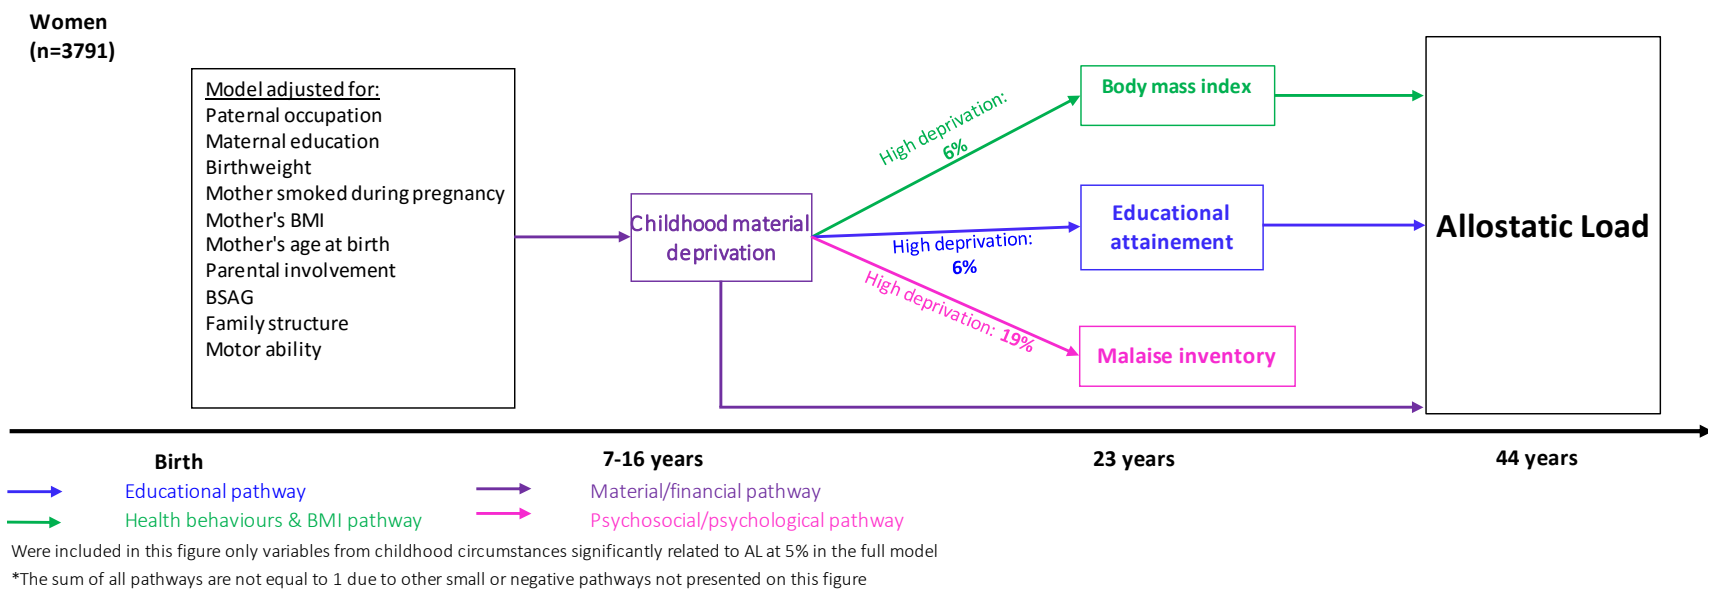 Women
(n=3791)
Model adjusted for:
Paternal occupation
Maternal education
Birthweight
Mother smoked during pregnancy
Mother's BMI
Mother's age at birth
Parental involvement
BSAG
Family structure
Motor ability
Childhood material
deprivation
High deprivation:
6%
High deprivation:
6%
High deprivation: 19%
Body mass index
Educational
attainement
Malaise inventory
Allostatic Load
Birth
7-16 years
23 years
44 years
Educational pathway
Material/financial pathway
Health behaviours & BMI pathway
Psychosocial/psychological pathway
Were included in this figure only variables from childhood circumstances significantly related to AL at 5% in the full model
*The sum of all pathways are not equal to 1 due to other small or negative pathways not presented on this figure